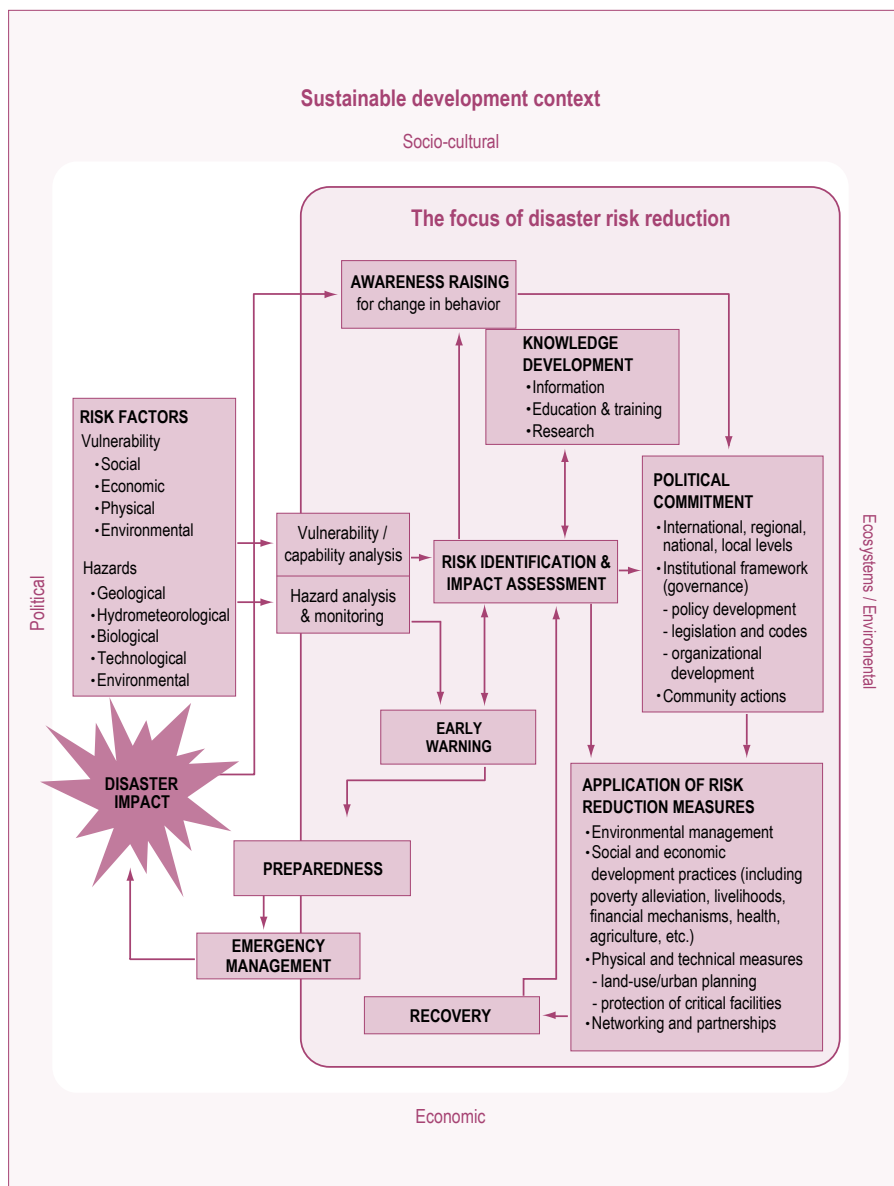 Sustainable development context
Socio-cultural
The focus of disaster risk reduction
AWARENESS RAISING
for change in behavior
KNOWLEDGE
DEVELOPMENT
•Information
•Education & training
•Research
RISK FACTORS
Vulnerability
•Social
•Economic
•Physical
•Environmental
Hazards
•Geological
•Hydrometeorological
•Biological
•Technological
•Environmental
Political
Vulnerability /
capability analysis
Hazard analysis
& monitoring
RISK IDENTIFICATION &
IMPACT ASSESSMENT
POLITICAL
COMMITMENT
•International, regional,
national, local levels
•Institutional framework
(governance)
- policy development
- legislation and codes
- organizational
development
•Community actions
Ecosystems / Enviromental
EARLY
WARNING
DISASTER
IMPACT
PREPAREDNESS
EMERGENCY
MANAGEMENT
APPLICATION OF RISK
REDUCTION MEASURES
•Environmental management
•Social and economic
development practices (including
poverty alleviation, livelihoods,
financial mechanisms, health,
agriculture, etc.)
•Physical and technical measures
- land-use/urban planning
- protection of critical facilities
•Networking and partnerships
RECOVERY
Economic